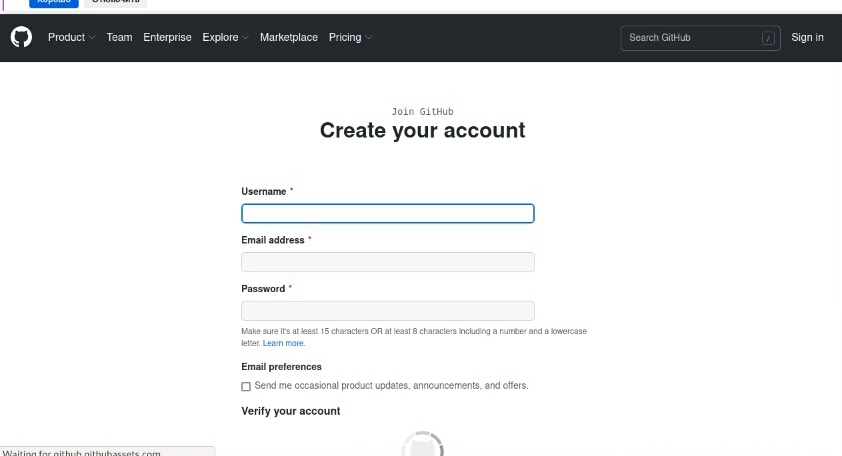 Хорошо Отключить
Product Team Enterprise Explore Marketplace Pricing Search GitHub / Sign in
Join GitHub
Create your account
Username *
Email address *
Password *
Make sure it's at least 15 characters OR at least 8 characters including a number and a lowercase
letter. Learn more.
Email preferences
Send me occasional product updates, announcements, and offers.
Verify your account
Waiting for github.githubassets.com